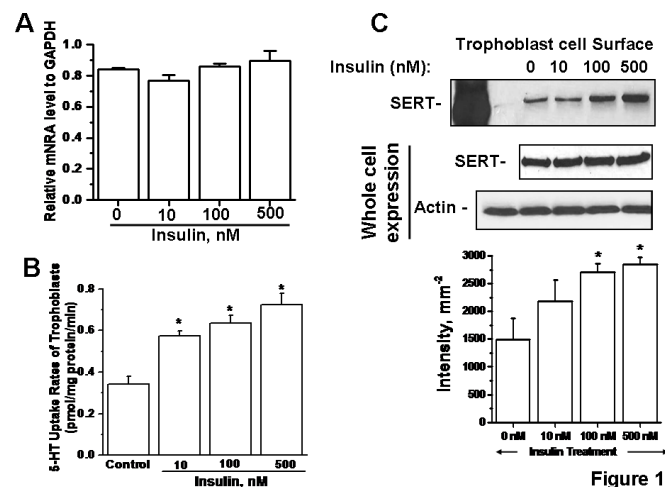 A
Relative mNRA level to GAPDH
1.0
0.8
0.6
0.4
0.2
0.0
0 10 100 500
Insulin, nM
B
5-HT Uptake Rates of Trophoblasts
(pmol/mg protein/min)
0.8
0.6
0.4
0.2
0.0
* * *
Control 10 100 500
Insulin, nM
C
Trophoblast cell Surface
Insulin (nM): 0 10 100 500
SERT-
Whole cell
expression
SERT-
Actin -
Intensity, mm-2
3000
2500
2000
1500
1000
500
0
* *
0 nM 10 nM 100 nM 500 nM
Insulin Treatment
Figure 1